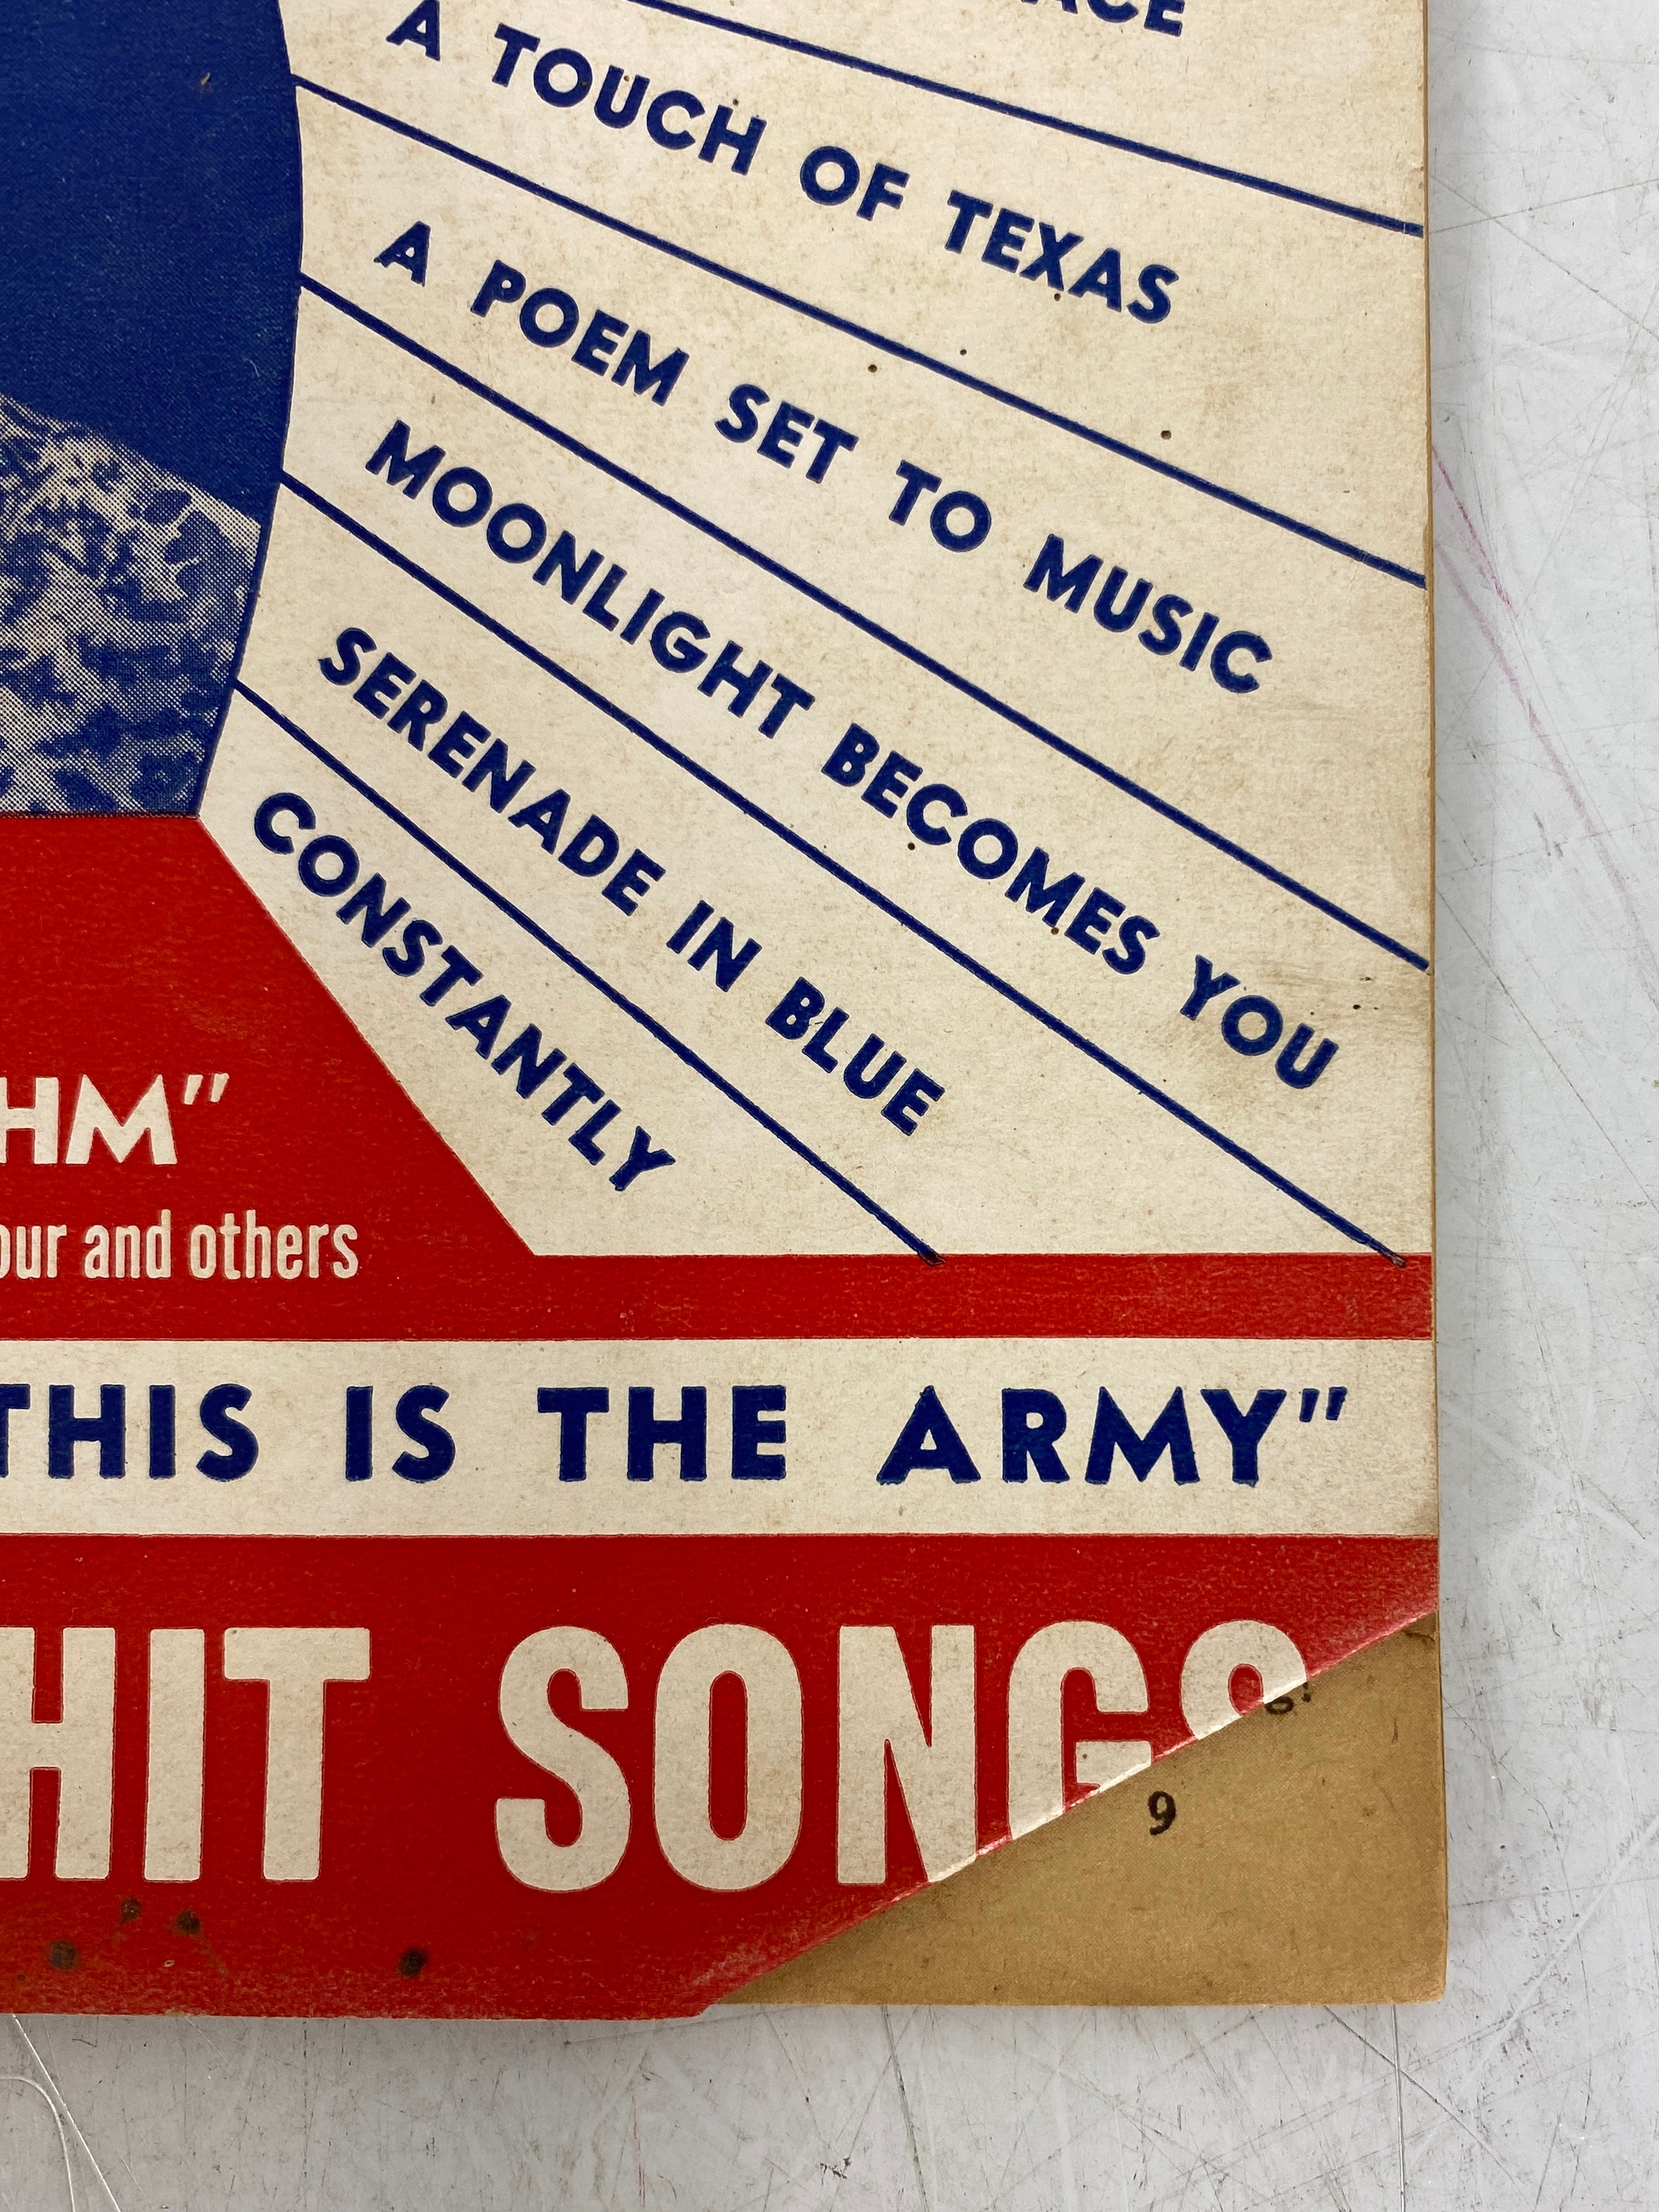 A TOUCH OF TEXAS
A POEM SET TO MUSIC
MOONLIGHT BECOMES YOU
SERENADE IN BLUE
CONSTANTLY
HM"
our and others
THIS IS THE ARMY"
HIT SONGS
9